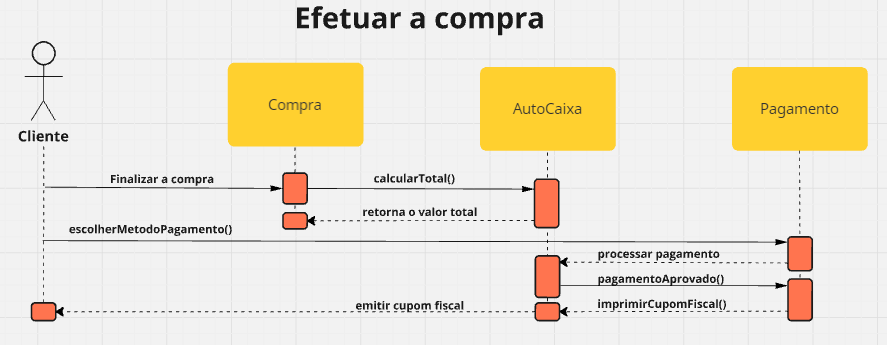 Efetuar a compra
Cliente
Compra
AutoCaixa
Pagamento
Finalizar a compra
calcularTotal()
retorna o valor total
escolherMetodoPagamento()
processar pagamento
pagamentoAprovado()
imprimirCupomFiscal()
emitir cupom fiscal